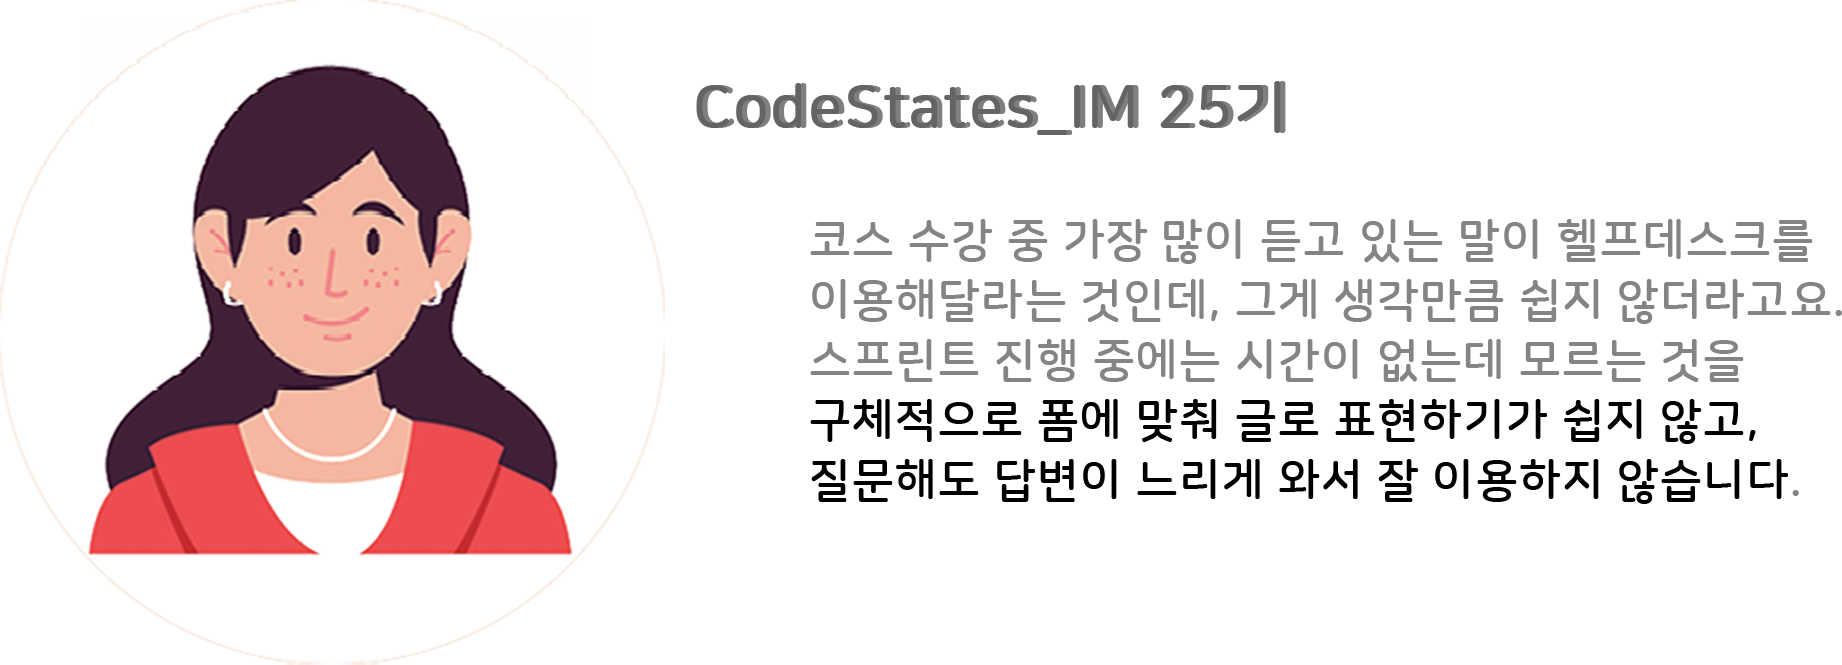 CodeStates_IM 25기
코스 수강 중 가장 많이 듣고 있는 말이 헬프데스크를
이용해달라는 것인데, 그게 생각만큼 쉽지 않더라고요.
스프린트 진행 중에는 시간이 없는데 모르는 것을
구체적으로 폼에 맞춰 글로 표현하기가 쉽지 않고,
질문해도 답변이 느리게 와서 잘 이용하지 않습니다.